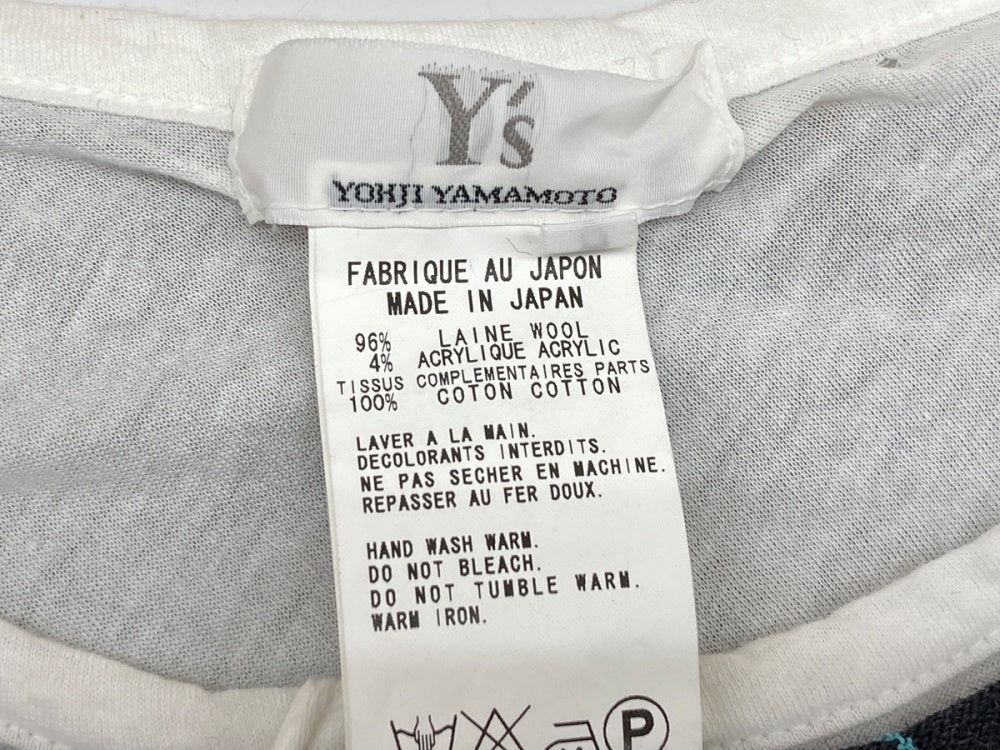 Y's
YOHJI YAMAMOTO
FABRIQUE AU JAPON
MADE IN JAPAN
96% LAINE WOOL
4% ACRYLIQUE ACRYLIC
TISSUS COMPLEMENTAIRES PARTS
100% COTON COTTON
LAVER A LA MAIN.
DECOLORANTS INTERDITS.
NE PAS SECHER EN MACHINE.
REPASSER AU FER DOUX.
HAND WASH WARM.
DO NOT BLEACH.
DO NOT TUMBLE WARM.
WARM IRON.
P